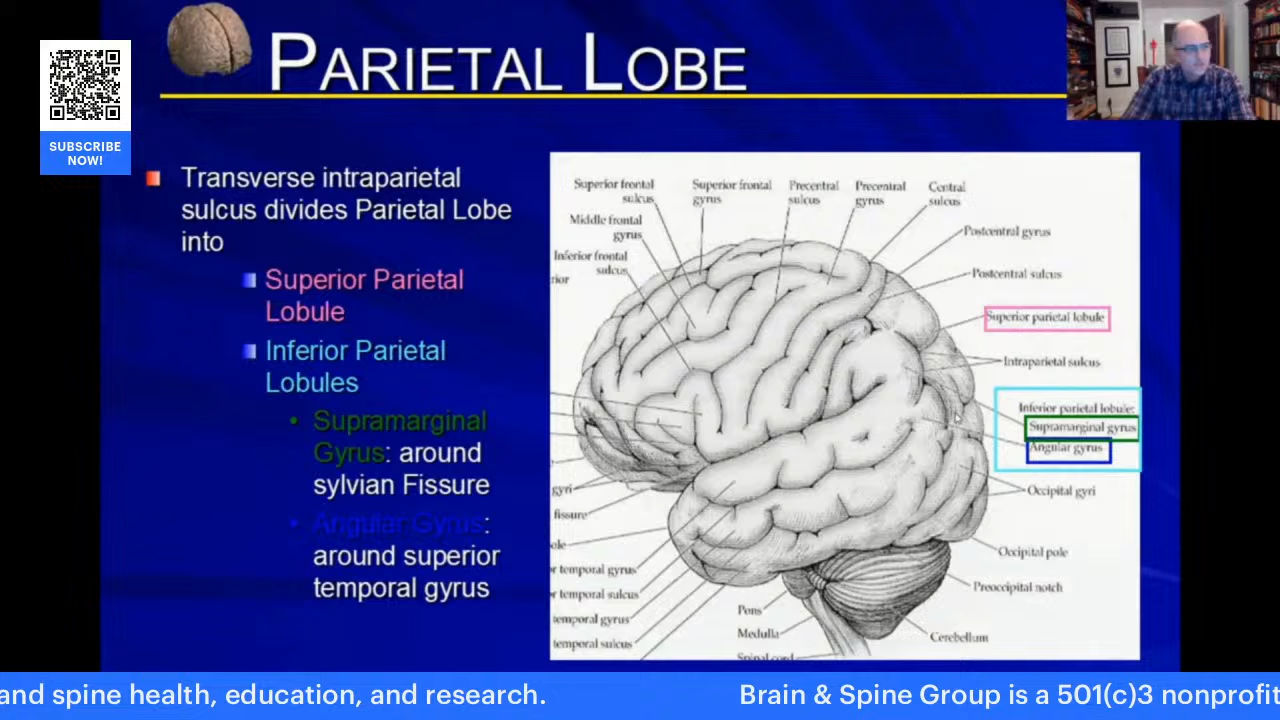 PARIETAL LOBE
SUBSCRIBE
NOW!
Transverse intraparietal
sulcus divides Parietal Lobe
into
Superior Parietal
Lobule
Inferior Parietal
Lobules
Supramarginal
Gyrus: around
sylvian Fissure
Angular Gyrus:
around superior
temporal gyrus
Superior frontal
sulcus
Superior frontal
gyrus
Precentral
sulcus
Precentral
gyrus
Central
sulcus
Middle frontal
gyrus
Inferior frontal
sulcus
rior
Postcentral gyrus
Postcentral sulcus
Superior parietal lobule
Intraparietal sulcus
Inferior parietal lobule:
Supramarginal gyrus
Angular gyrus
Occipital gyri
Occipital pole
Preoccipital notch
Cerebellum
gyri
fissure
ole
r temporal gyrus
r temporal sulcus
temporal gyrus
temporal sulcus
Pons
Medulla
Spinal cord
and spine health, education, and research.
Brain & Spine Group is a 501(c)3 nonprofit